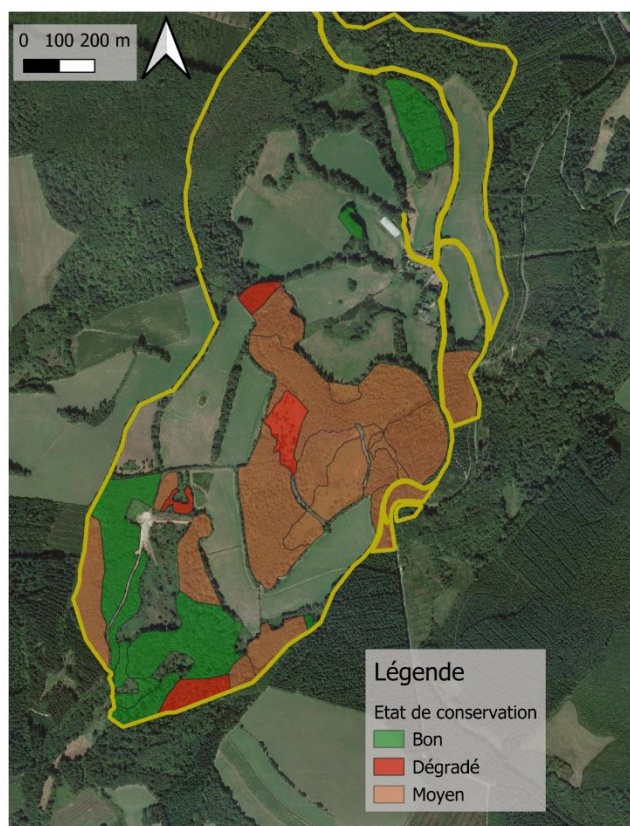 0 100 200 m
Légende
Etat de conservation
Bon
Dégradé
Moyen